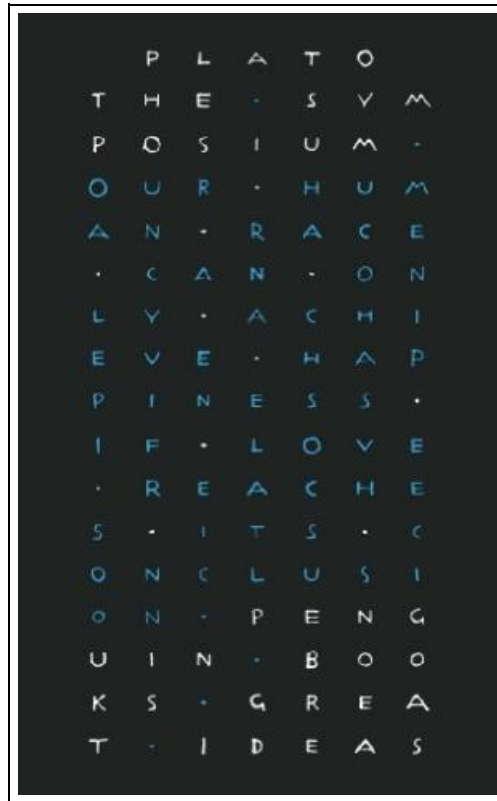 P L A T O
T H E · S Y M
P O S I U M ·
O U R · H U M
A N · R A C E
· C A N · O N
L Y · A C H I
E V E · H A P
P I N E S S ·
I F · L O V E
· R E A C H E
S · I T S · C
O N C L U S I
O N · P E N G
U I N · B O O
K S · G R E A
T · I D E A S